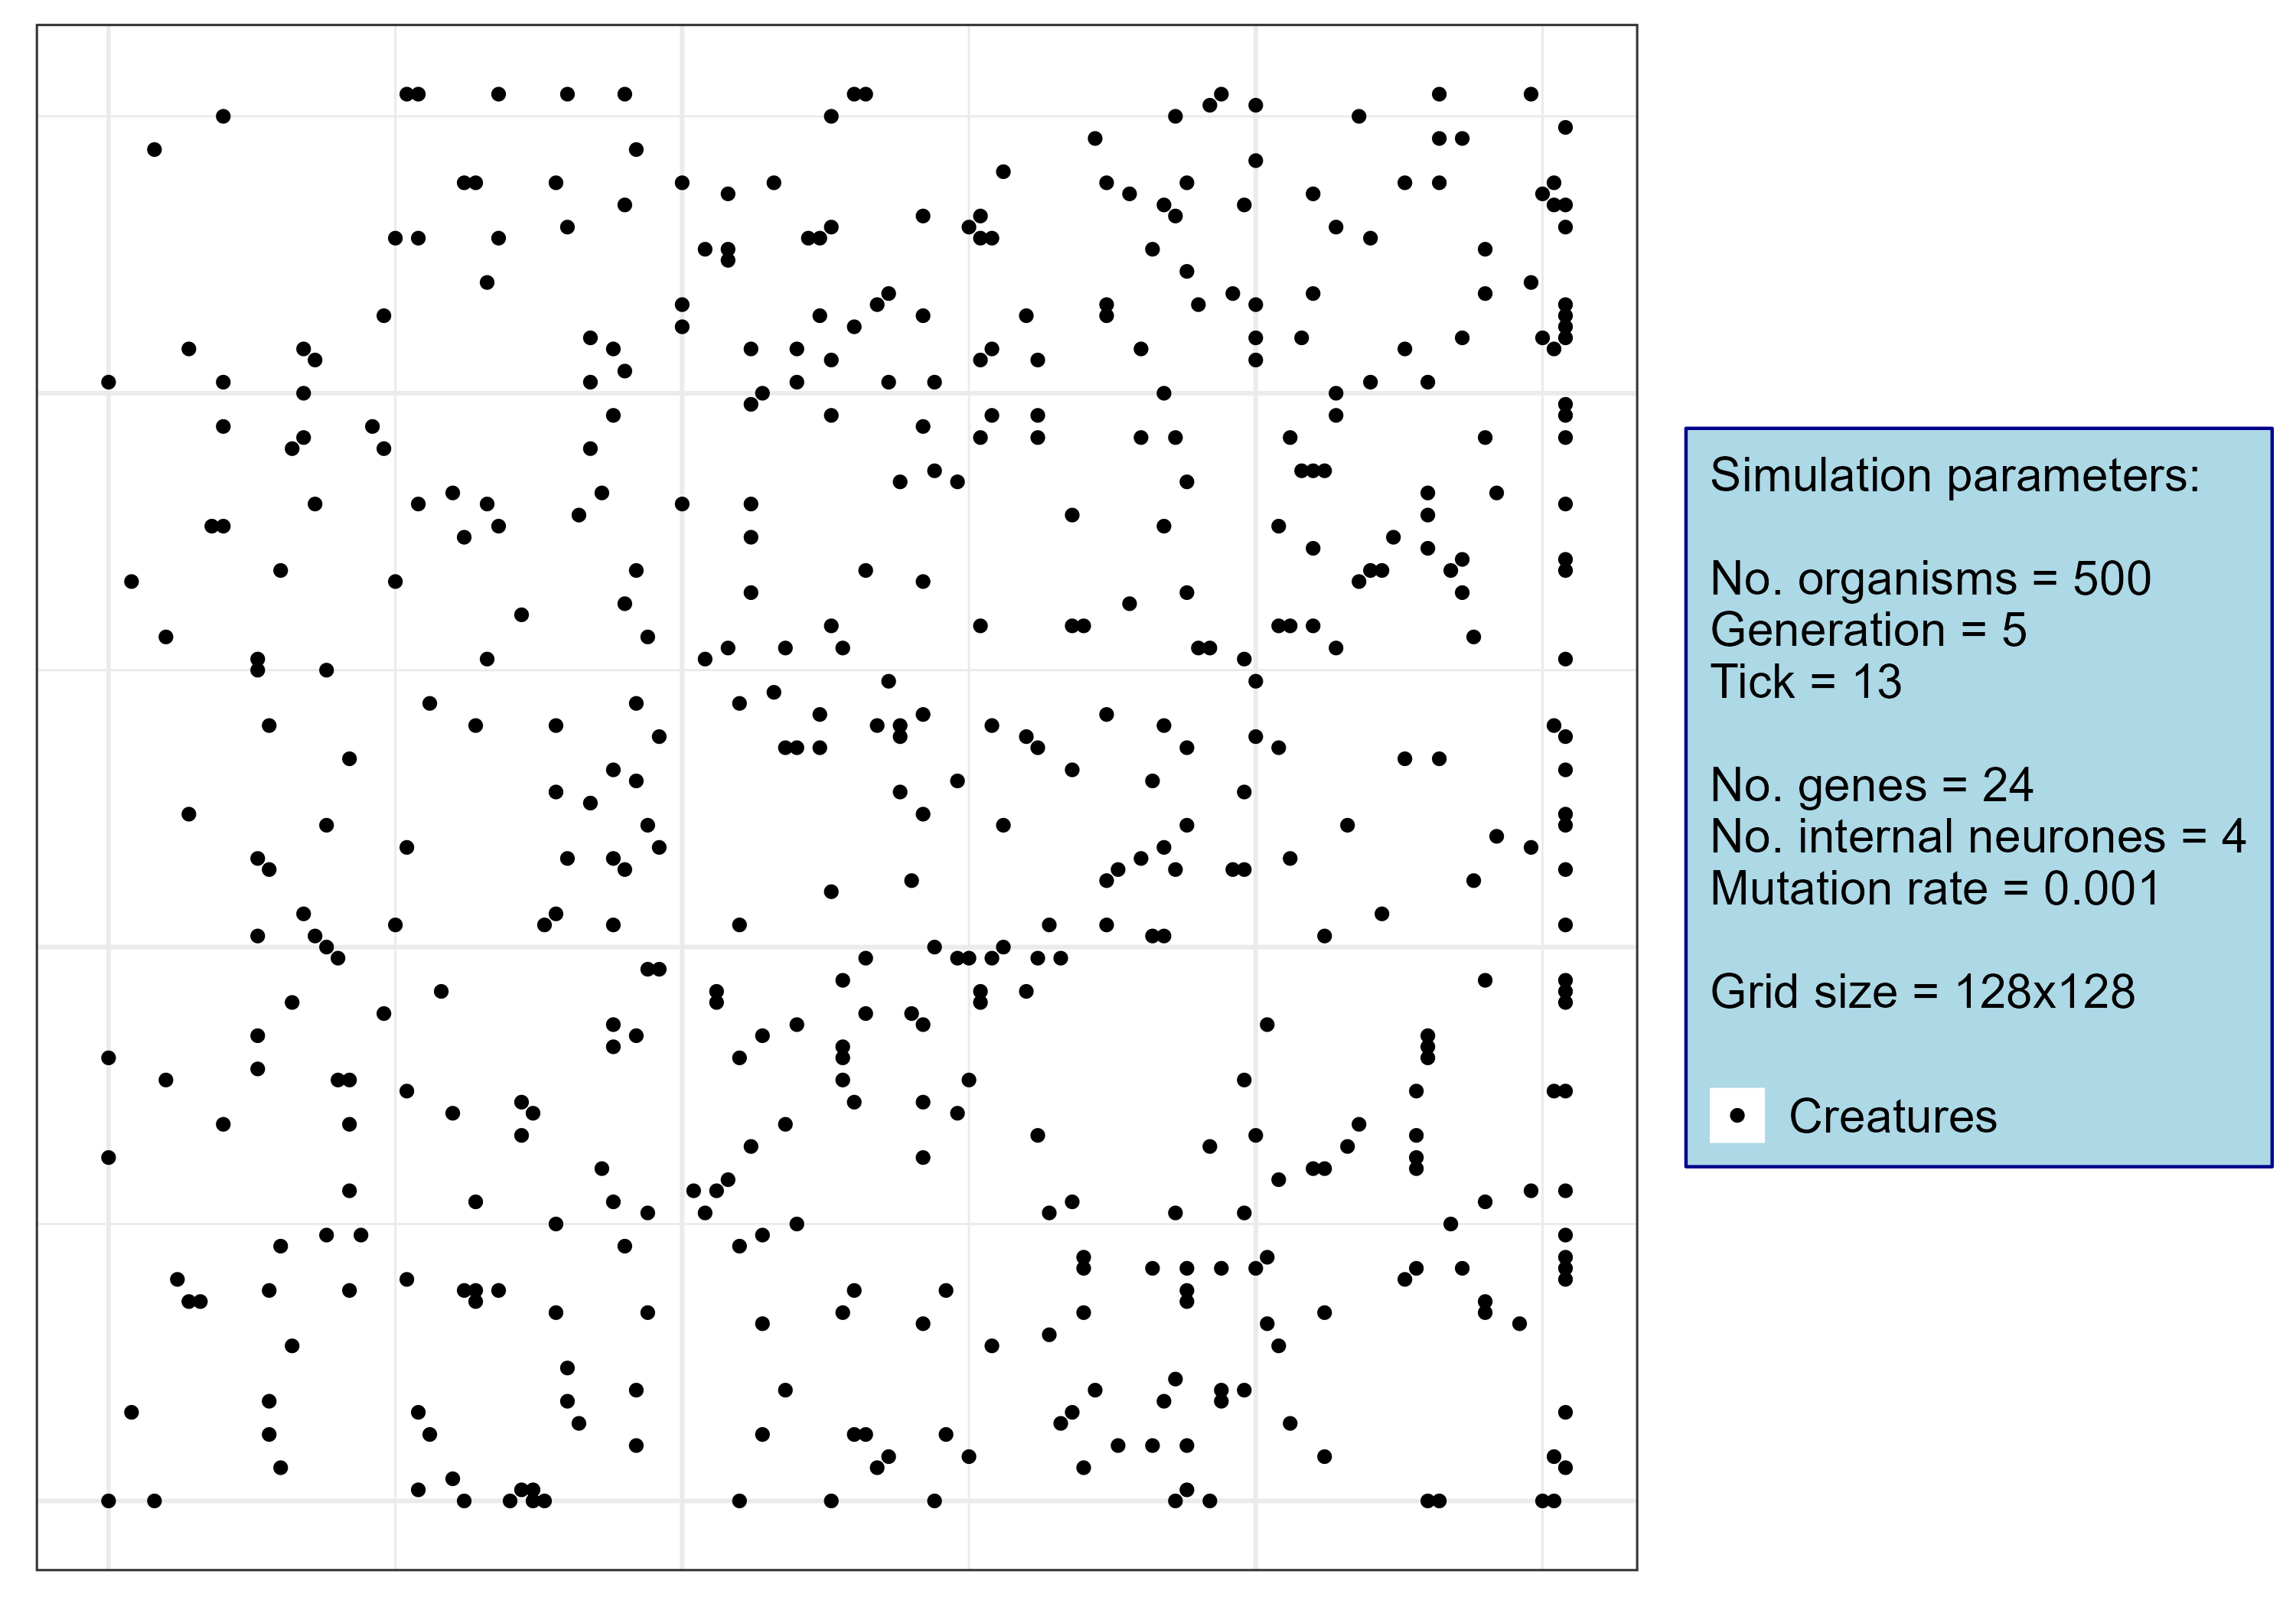 Simulation parameters:
No. organisms = 500
Generation = 5
Tick = 13
No. genes = 24
No. internal neurones = 4
Mutation rate = 0.001
Grid size = 128x128
Creatures